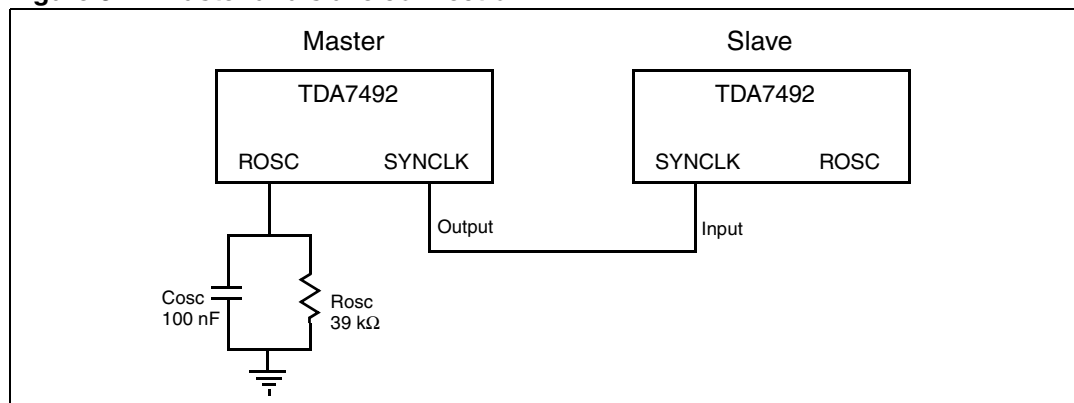 Master Slave
TDA7492 TDA7492
ROSC SYNCLK SYNCLK ROSC
Output Input
Cosc
100 nF
Rosc
39 kΩ